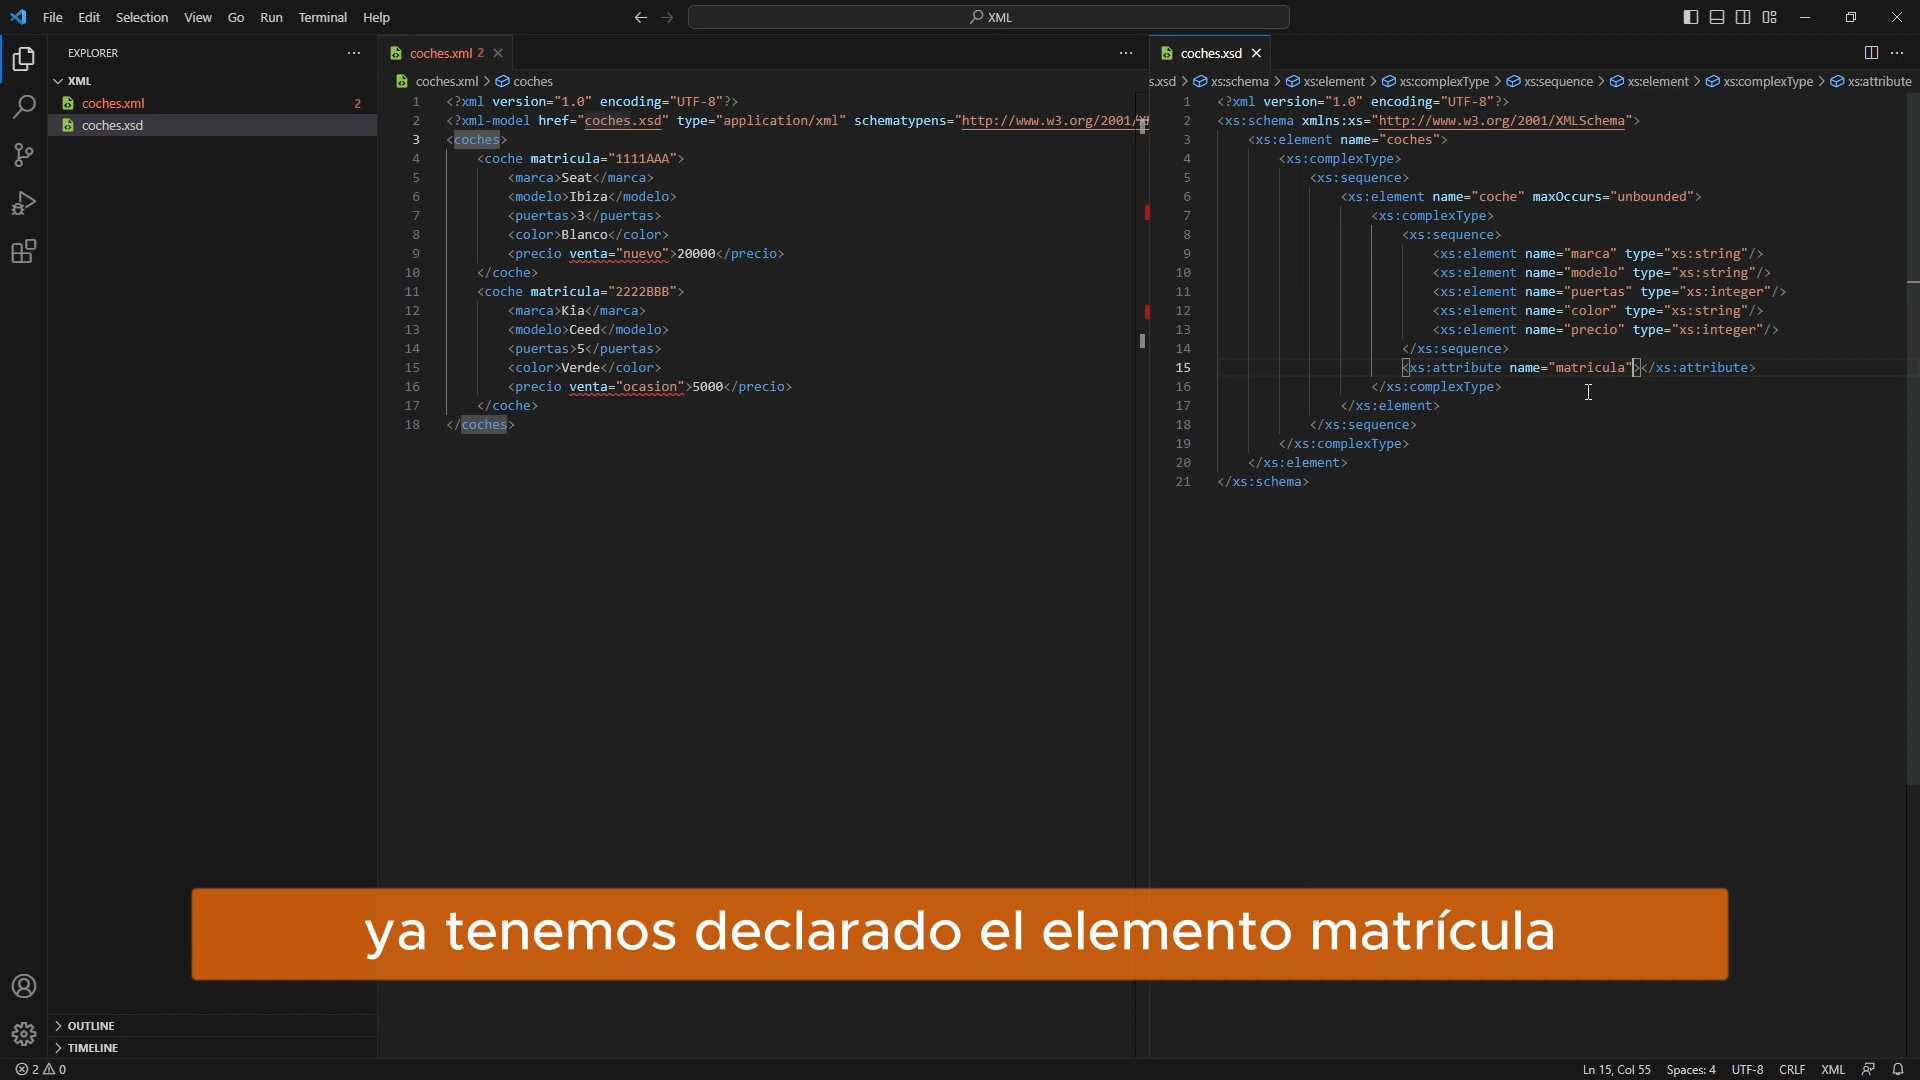 File Edit Selection View Go Run Terminal Help
XML
EXPLORER
XML
coches.xml 2
coches.xsd
OUTLINE
TIMELINE
coches.xml 2
coches.xml > coches
1 <?xml version="1.0" encoding="UTF-8"?>
2 <?xml-model href="coches.xsd" type="application/xml" schematypens="http://www.w3.org/2001/
3 <coches>
4 <coche matricula="1111AAA">
5 <marca>Seat</marca>
6 <modelo>Ibiza</modelo>
7 <puertas>3</puertas>
8 <color>Blanco</color>
9 <precio venta="nuevo">20000</precio>
10 </coche>
11 <coche matricula="2222BBB">
12 <marca>Kia</marca>
13 <modelo>Ceed</modelo>
14 <puertas>5</puertas>
15 <color>Verde</color>
16 <precio venta="ocasion">5000</precio>
17 </coche>
18 </coches>
coches.xsd
s.xsd > xs:schema > xs:element > xs:complexType > xs:sequence > xs:element > xs:complexType > xs:attribute
1 <?xml version="1.0" encoding="UTF-8"?>
2 <xs:schema xmlns:xs="http://www.w3.org/2001/XMLSchema">
3 <xs:element name="coches">
4 <xs:complexType>
5 <xs:sequence>
6 <xs:element name="coche" maxOccurs="unbounded">
7 <xs:complexType>
8 <xs:sequence>
9 <xs:element name="marca" type="xs:string"/>
10 <xs:element name="modelo" type="xs:string"/>
11 <xs:element name="puertas" type="xs:integer"/>
12 <xs:element name="color" type="xs:string"/>
13 <xs:element name="precio" type="xs:integer"/>
14 </xs:sequence>
15 <xs:attribute name="matricula"></xs:attribute>
16 </xs:complexType>
17 </xs:element>
18 </xs:sequence>
19 </xs:complexType>
20 </xs:element>
21 </xs:schema>
ya tenemos declarado el elemento matrícula
2 0
Ln 15, Col 55 Spaces: 4 UTF-8 CRLF XML